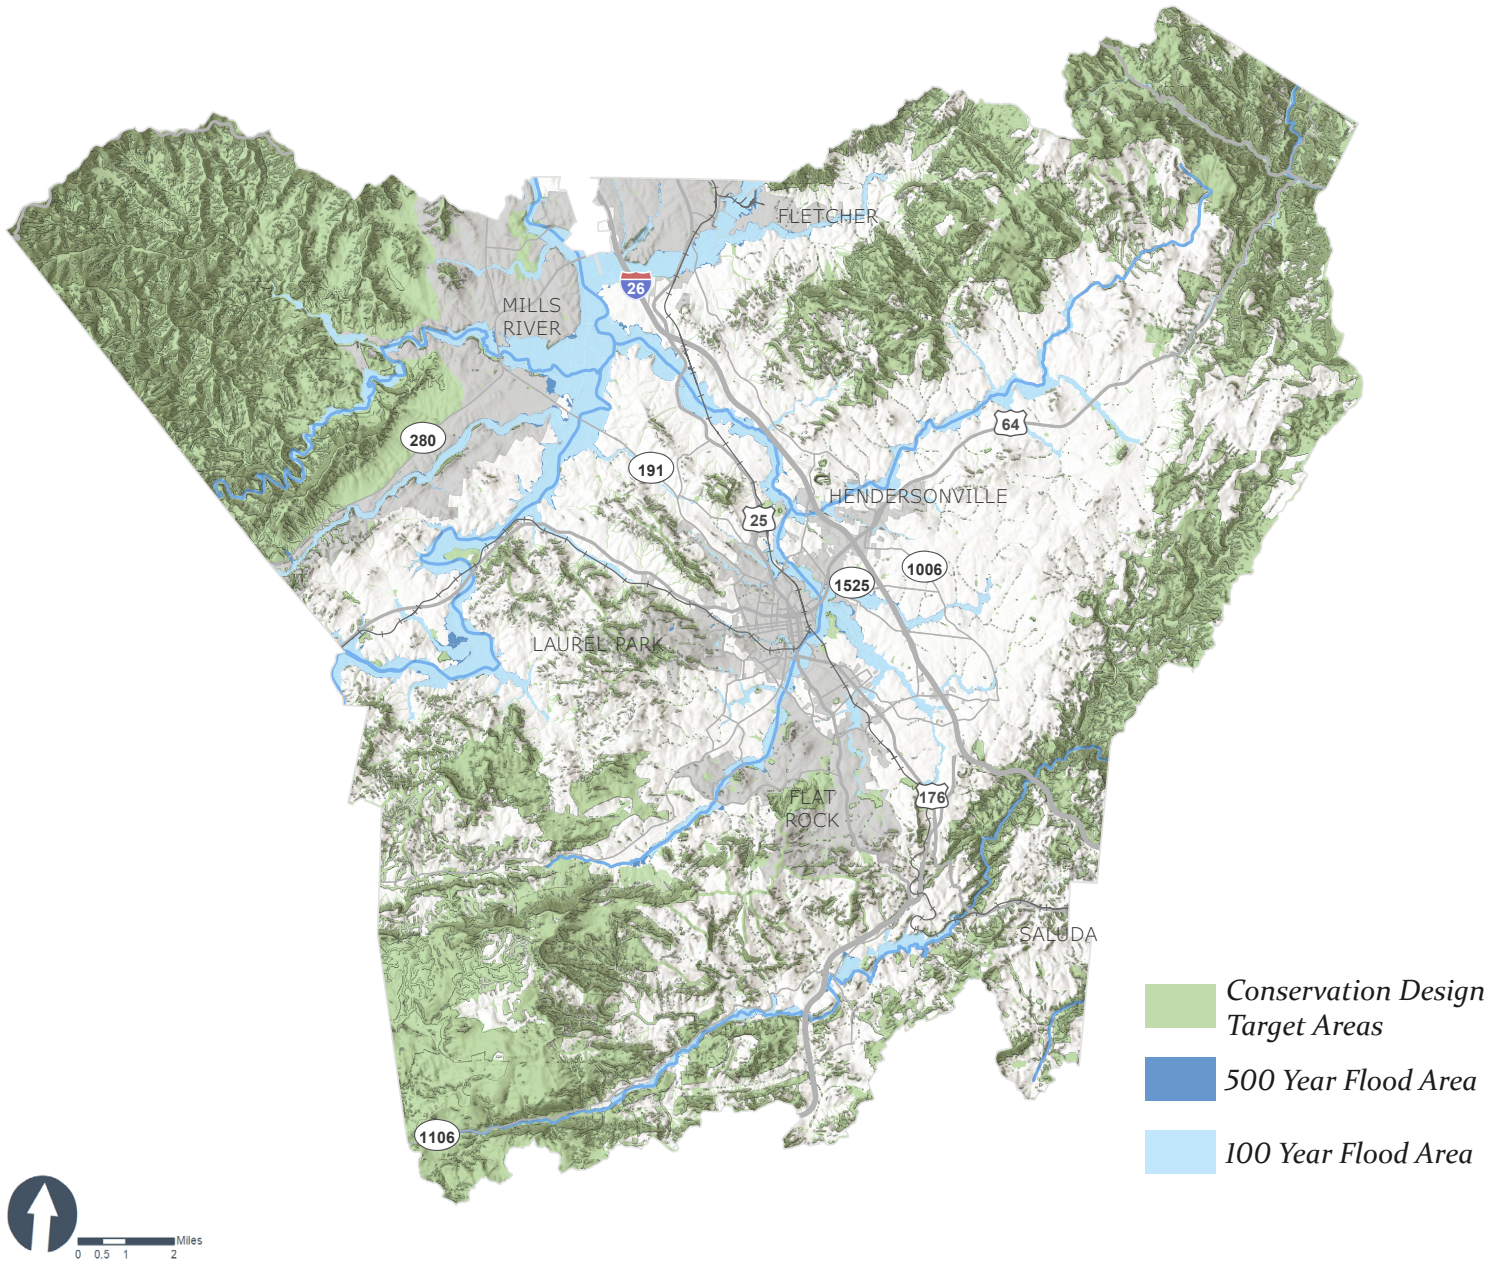 FLETCHER
26
MILLS
RIVER
280
64
191
HENDERSONVILLE
25
1006
1525
LAUREL PARK
FLAT
ROCK
176
SALUDA
1106
Conservation Design
Target Areas
500 Year Flood Area
100 Year Flood Area
Miles
0 0.5 1 2